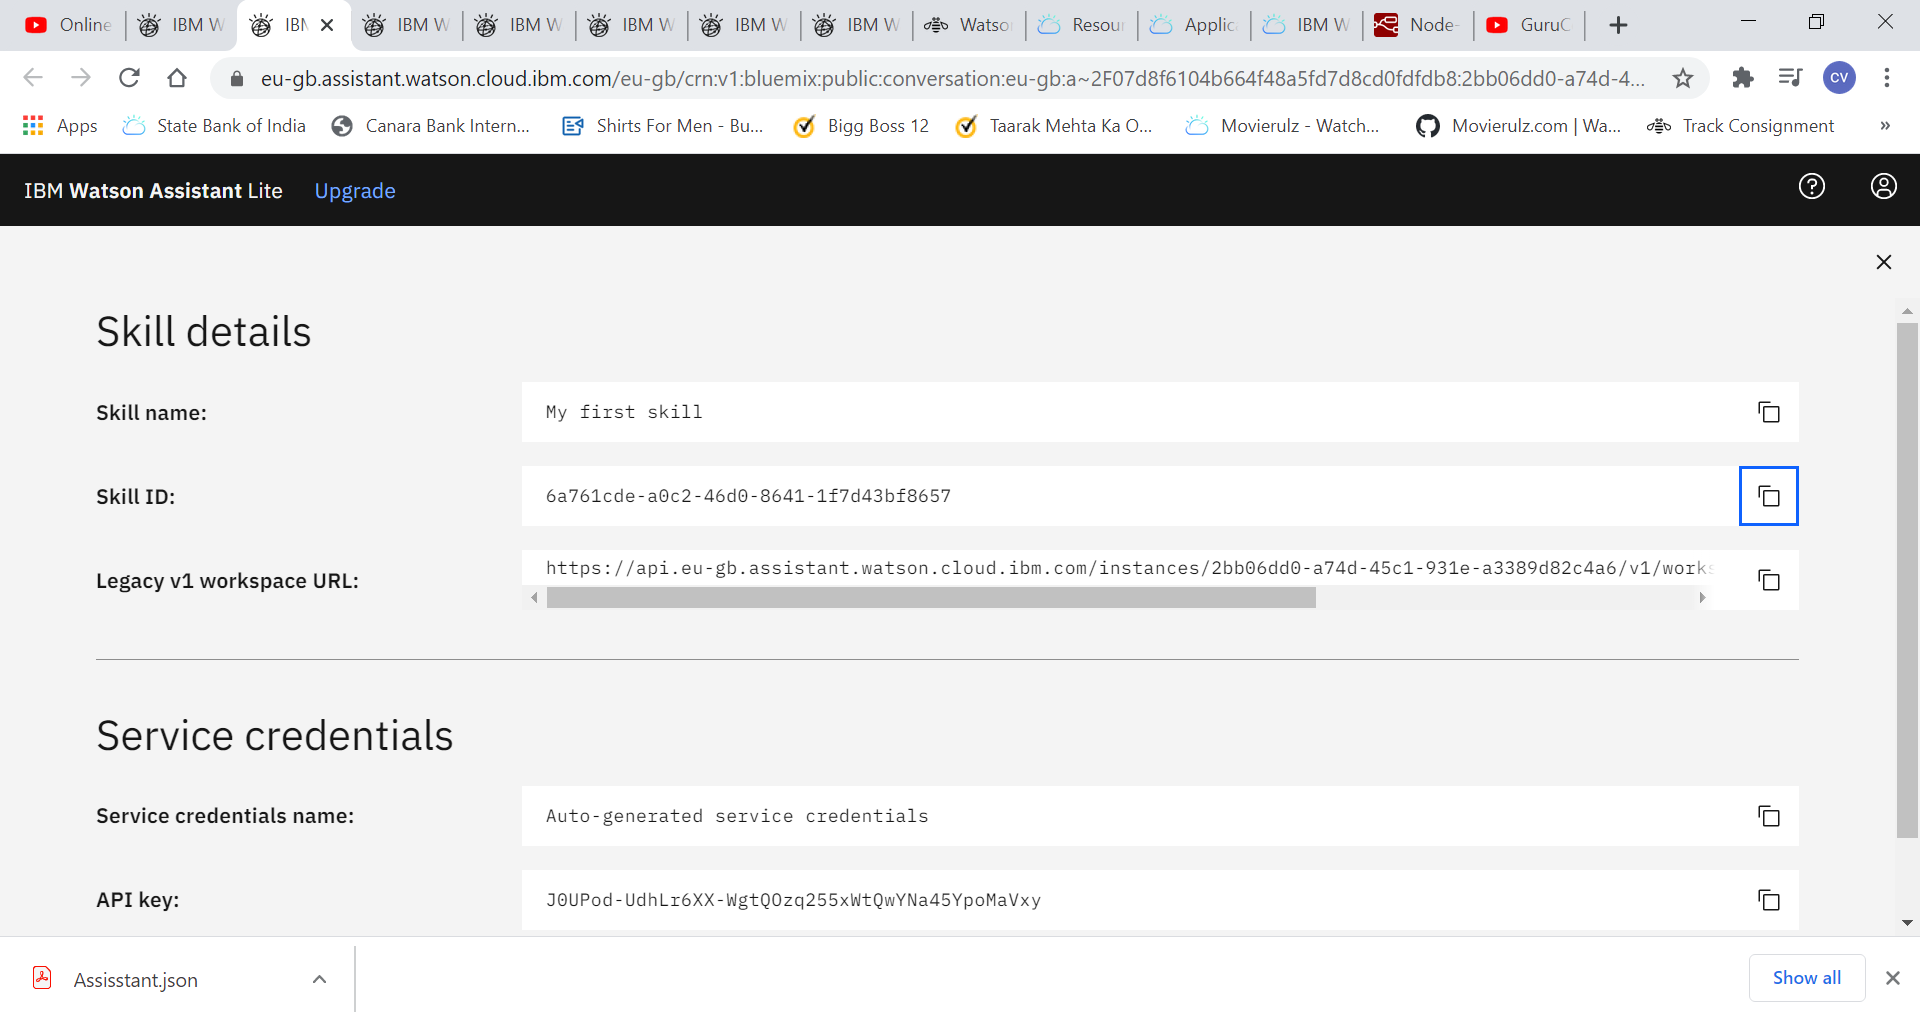 Online
IBM W
IBM
IBM W
IBM W
IBM W
IBM W
IBM W
Watso
Resour
Applic
IBM W
Node-
GuruC
eu-gb.assistant.watson.cloud.ibm.com/eu-gb/crn:v1:bluemix:public:conversation:eu-gb:a~2F07d8f6104b664f48a5fd7d8cd0fdfdb8:2bb06dd0-a74d-4...
CV
Apps
State Bank of India
Canara Bank Intern...
Shirts For Men - Bu...
Bigg Boss 12
Taarak Mehta Ka O...
Movierulz - Watch...
Movierulz.com | Wa...
Track Consignment
»
IBM Watson Assistant Lite
Upgrade
Skill details
Skill name:
My first skill
Skill ID:
6a761cde-a0c2-46d0-8641-1f7d43bf8657
Legacy v1 workspace URL:
https://api.eu-gb.assistant.watson.cloud.ibm.com/instances/2bb06dd0-a74d-45c1-931e-a3389d82c4a6/v1/works
Service credentials
Service credentials name:
Auto-generated service credentials
API key:
J0UPod-UdhLr6XX-WgtQOzq255xWtQwYNa45YpoMaVxy
Assisstant.json
Show all